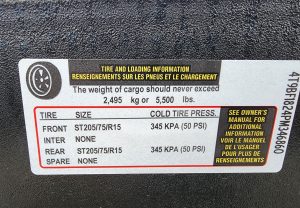 TIRE AND LOADING INFORMATION
RENSEIGNEMENTS SUR LES PNEUS ET LE CHARGEMENT
The weight of cargo should never exceed
2,495 kg or 5,500 lbs.
TIRE SIZE COLD TIRE PRESS.
FRONT ST205/75/R15 345 KPA (50 PSI)
INTER NONE
REAR ST205/75/R15 345 KPA (50 PSI)
SPARE NONE
SEE OWNER'S
MANUAL FOR
ADDITIONAL
INFORMATION
VOIR LE MANUEL
DE L'USAGER
POUR PLUS DE
RENSEIGNEMENTS